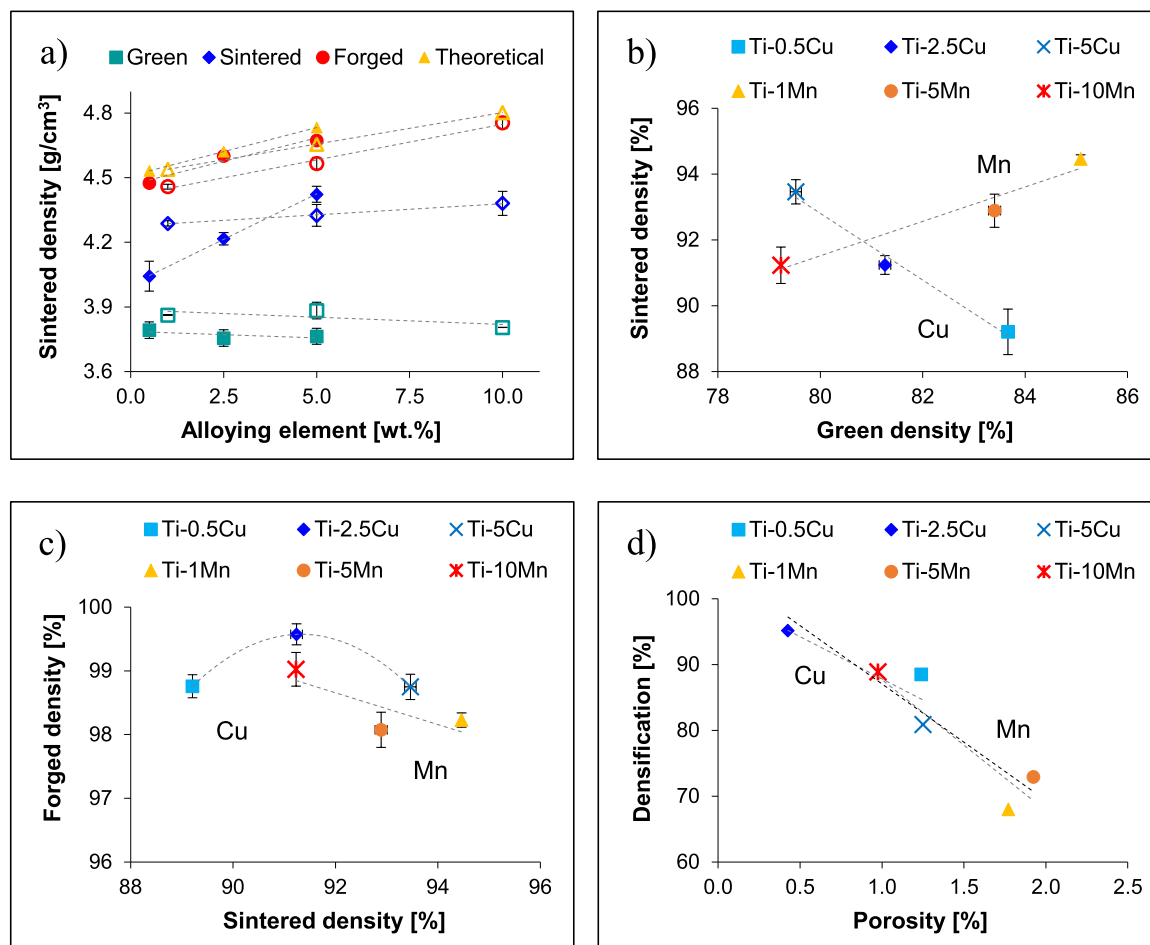 a)
Green Sintered Forged Theoretical
Sintered density [g/cm³]
4.8
4.5
4.2
3.9
3.6
0.0 2.5 5.0 7.5 10.0
Alloying element [wt.%]
b)
Ti-0.5Cu Ti-2.5Cu Ti-5Cu
Ti-1Mn Ti-5Mn Ti-10Mn
Sintered density [%]
96
94
92
90
88
Mn
Cu
78 80 82 84 86
Green density [%]
c)
Ti-0.5Cu Ti-2.5Cu Ti-5Cu
Ti-1Mn Ti-5Mn Ti-10Mn
Forged density [%]
100
99
98
97
96
Cu
Mn
88 90 92 94 96
Sintered density [%]
d)
Ti-0.5Cu Ti-2.5Cu Ti-5Cu
Ti-1Mn Ti-5Mn Ti-10Mn
Densification [%]
100
90
80
70
60
Cu
Mn
0.0 0.5 1.0 1.5 2.0 2.5
Porosity [%]